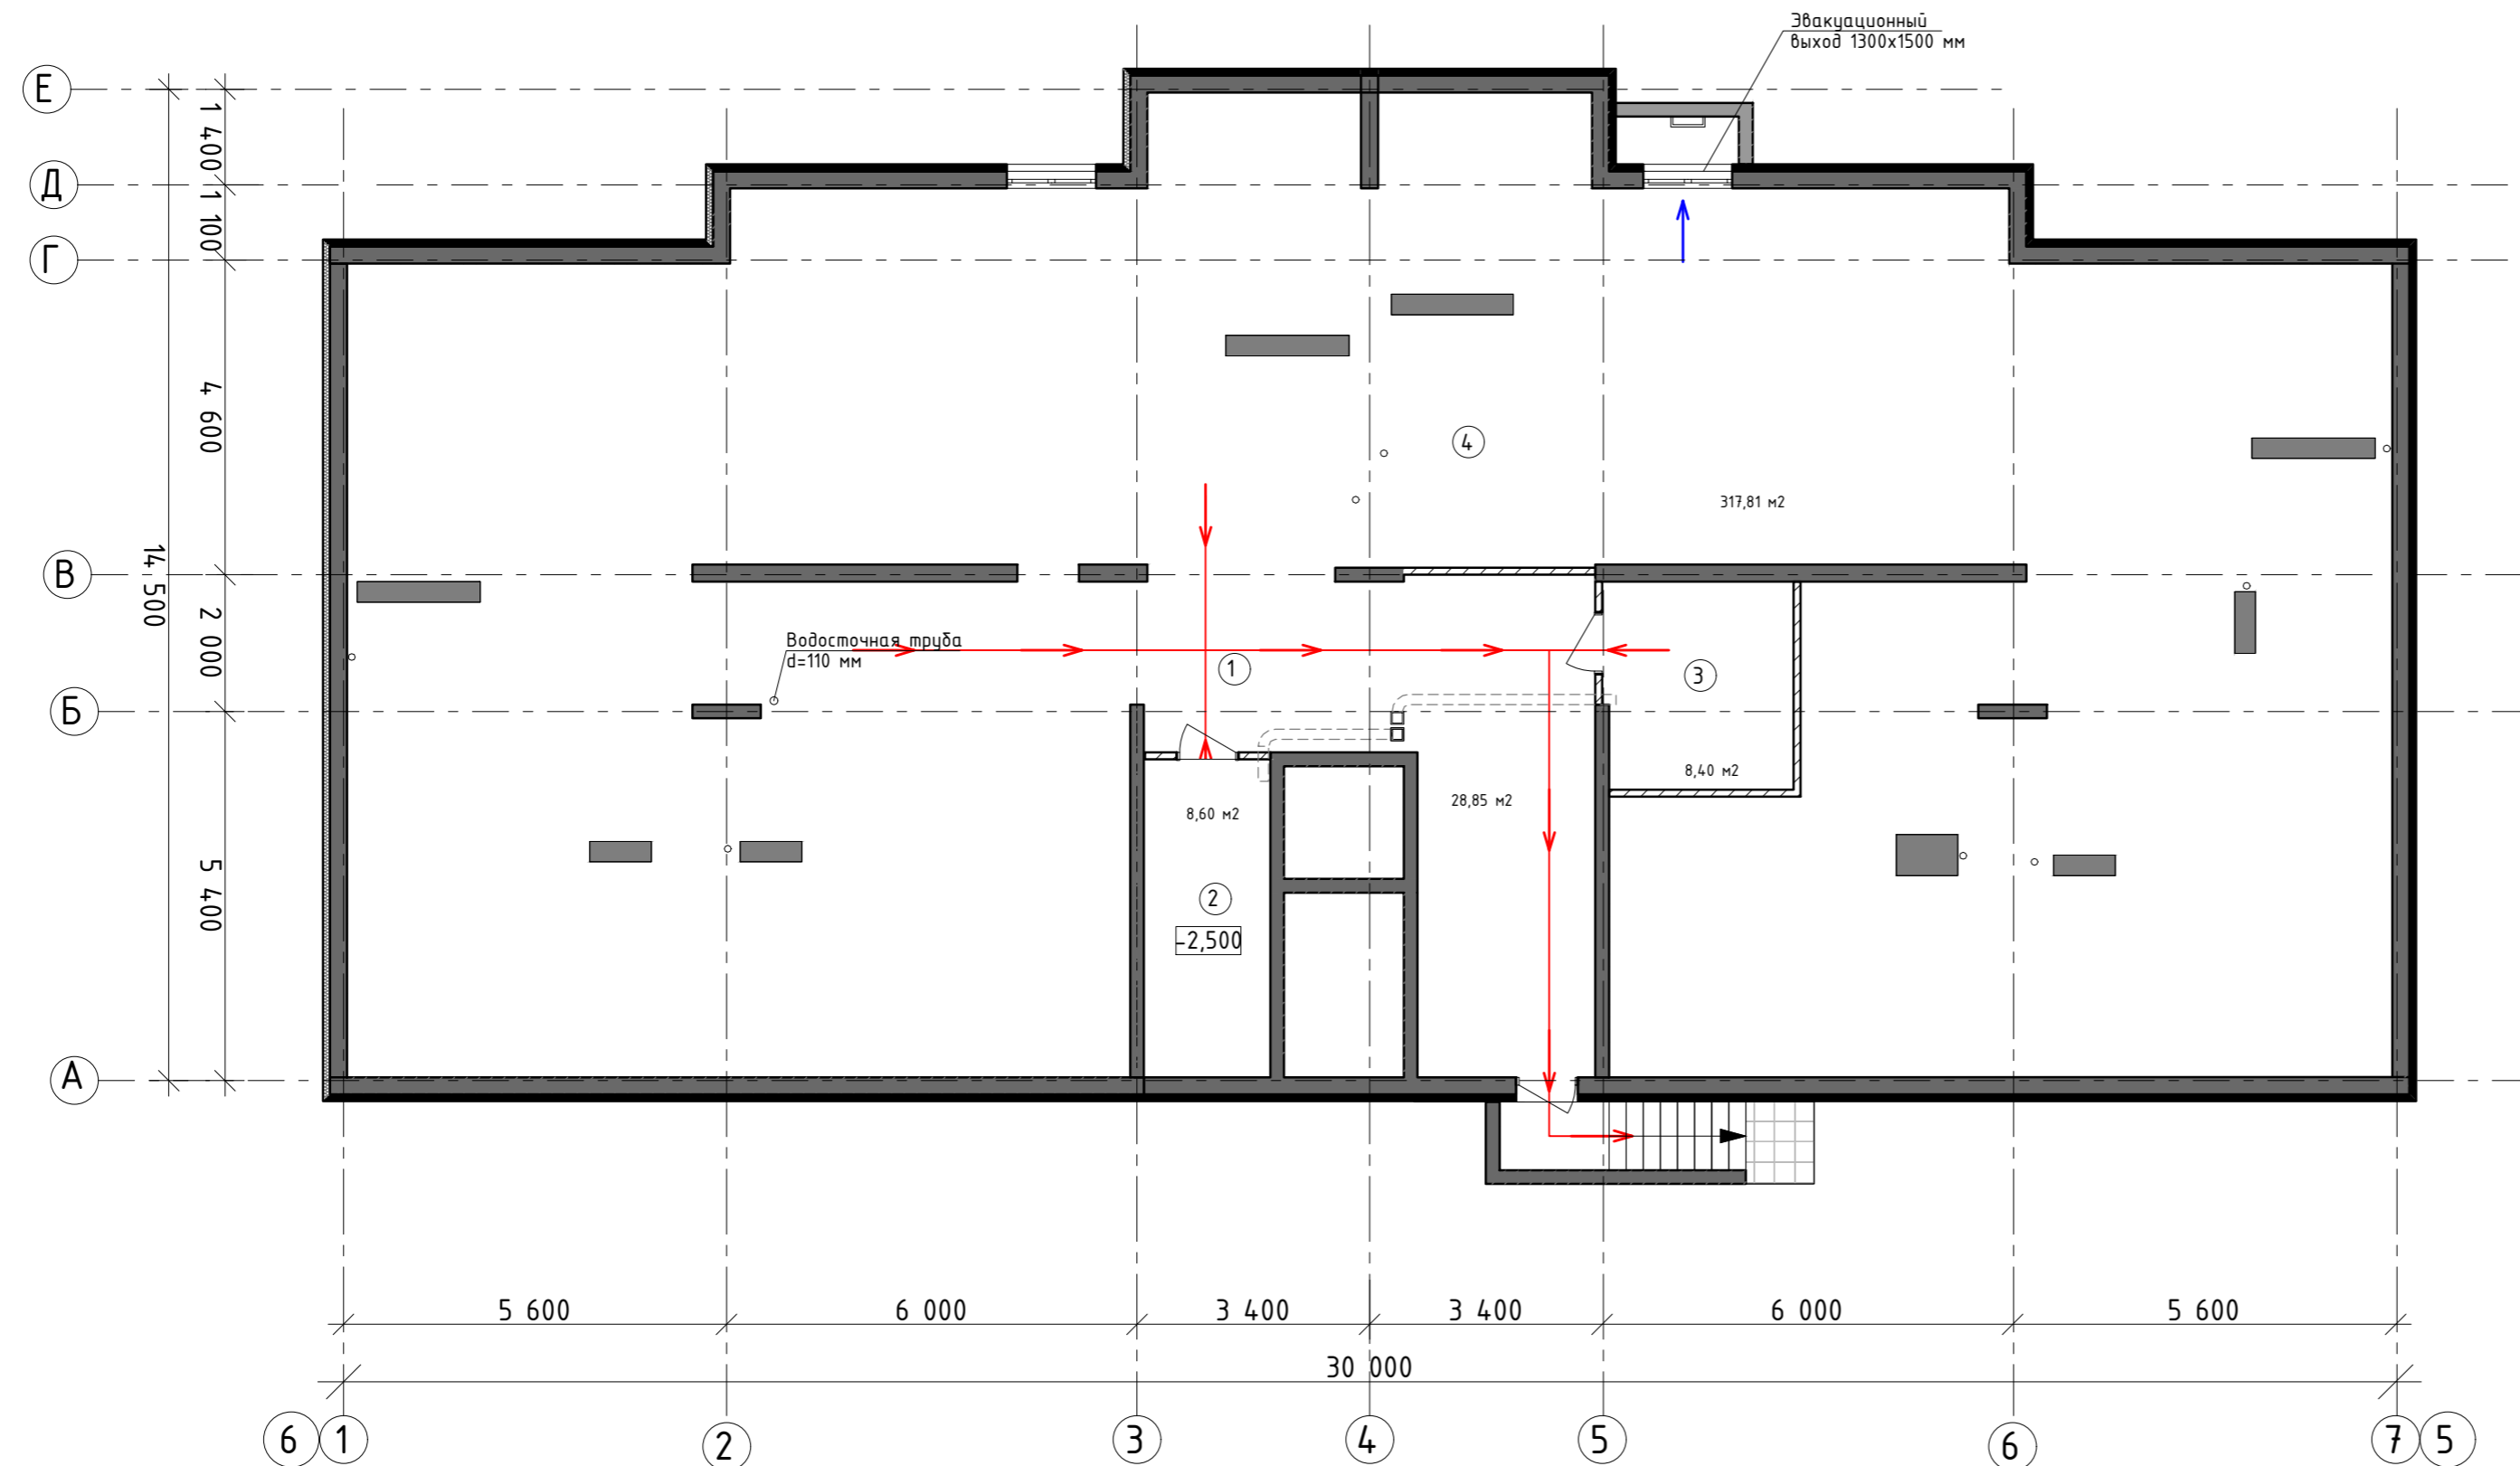 Эвакуационный
выход 1300х1500 мм
Е
1 400
Д
1 100
Г
4 600
4
317,81 м2
14 500
В
2 000
Водосточная труба
d=110 мм
1
3
Б
8,40 м2
28,85 м2
8,60 м2
5 400
2
-2,500
А
5 600
6 000
3 400
3 400
6 000
5 600
30 000
6 1 2 3 4 5 6 7 5